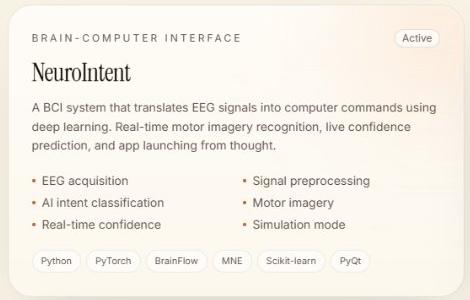 BRAIN-COMPUTER INTERFACE
Active
NeuroIntent
A BCI system that translates EEG signals into computer commands using
deep learning. Real-time motor imagery recognition, live confidence
prediction, and app launching from thought.
• EEG acquisition
• Signal preprocessing
• AI intent classification
• Motor imagery
• Real-time confidence
• Simulation mode
Python
PyTorch
BrainFlow
MNE
Scikit-learn
PyQt